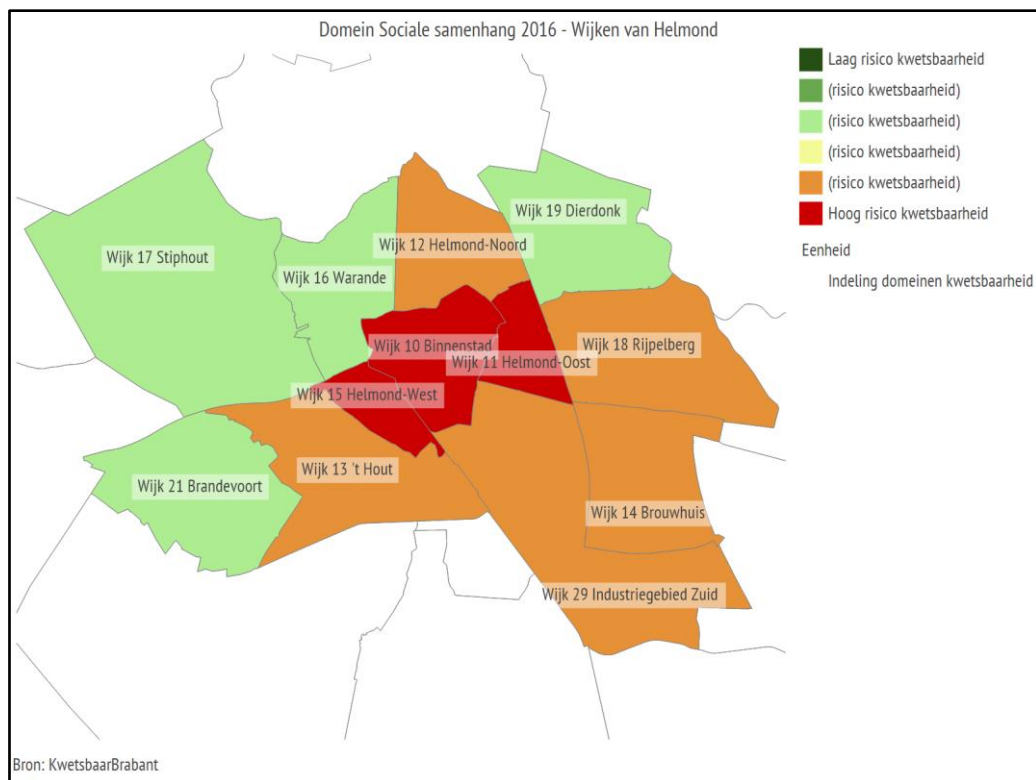 Domein Sociale samenhang 2016 - Wijken van Helmond
Laag risico kwetsbaarheid
(risico kwetsbaarheid)
(risico kwetsbaarheid)
(risico kwetsbaarheid)
(risico kwetsbaarheid)
Hoog risico kwetsbaarheid
Eenheid
Indeling domeinen kwetsbaarheid
Wijk 19 Dierdonk
Wijk 12 Helmond-Noord
Wijk 17 Stiphout
Wijk 16 Warande
Wijk 10 Binnenstad
Wijk 18 Rijpelberg
Wijk 11 Helmond-Oost
Wijk 15 Helmond-West
Wijk 13 't Hout
Wijk 21 Brandevoort
Wijk 14 Brouwhuis
Wijk 29 Industriegebied Zuid
Bron: KwetsbaarBrabant